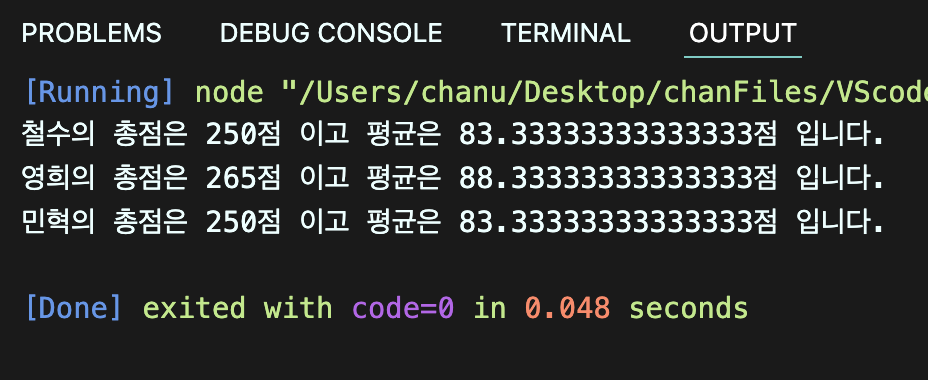 PROBLEMS DEBUG CONSOLE TERMINAL OUTPUT
[Running] node "/Users/chanu/Desktop/chanFiles/VScode
철수의 총점은 250점 이고 평균은 83.33333333333333점 입니다.
영희의 총점은 265점 이고 평균은 88.33333333333333점 입니다.
민혁의 총점은 250점 이고 평균은 83.33333333333333점 입니다.
[Done] exited with code=0 in 0.048 seconds